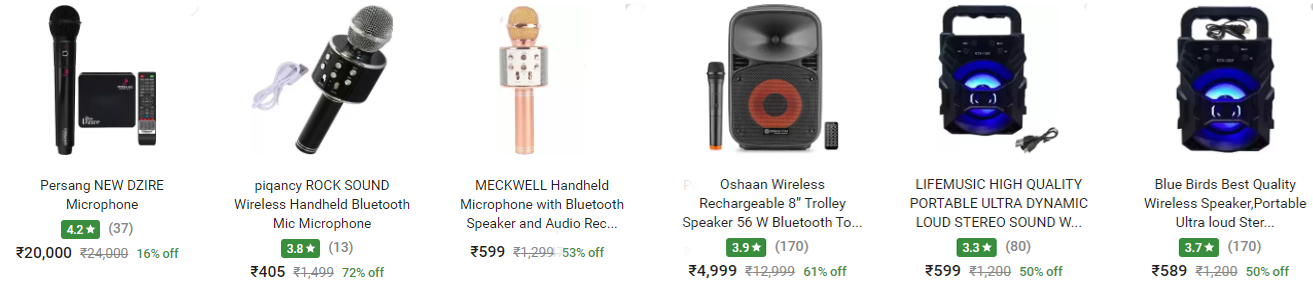 Persang NEW DZIRE
Microphone
4.2★ (37)
₹20,000 ₹24,000 16% off
piqancy ROCK SOUND
Wireless Handheld Bluetooth
Mic Microphone
3.8★ (13)
₹405 ₹1,499 72% off
MECKWELL Handheld
Microphone with Bluetooth
Speaker and Audio Rec...
₹599 ₹1,299 53% off
Oshaan Wireless
Rechargeable 8” Trolley
Speaker 56 W Bluetooth To...
3.9★ (170)
₹4,999 ₹12,999 61% off
LIFEMUSIC HIGH QUALITY
PORTABLE ULTRA DYNAMIC
LOUD STEREO SOUND W...
3.3★ (80)
₹599 ₹1,200 50% off
Blue Birds Best Quality
Wireless Speaker,Portable
Ultra loud Ster...
3.7★ (170)
₹589 ₹1,200 50% off
Dzire